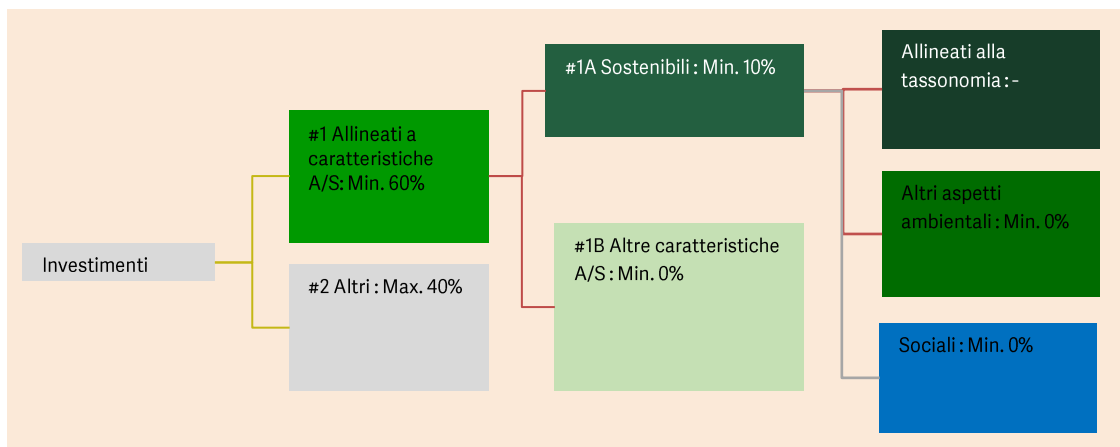 Investimenti
#1 Allineati a
caratteristiche
A/S: Min. 60%
#2 Altri : Max. 40%
#1A Sostenibili : Min. 10%
#1B Altre caratteristiche
A/S : Min. 0%
Allineati alla
tassonomia : -
Altri aspetti
ambientali : Min. 0%
Sociali : Min. 0%